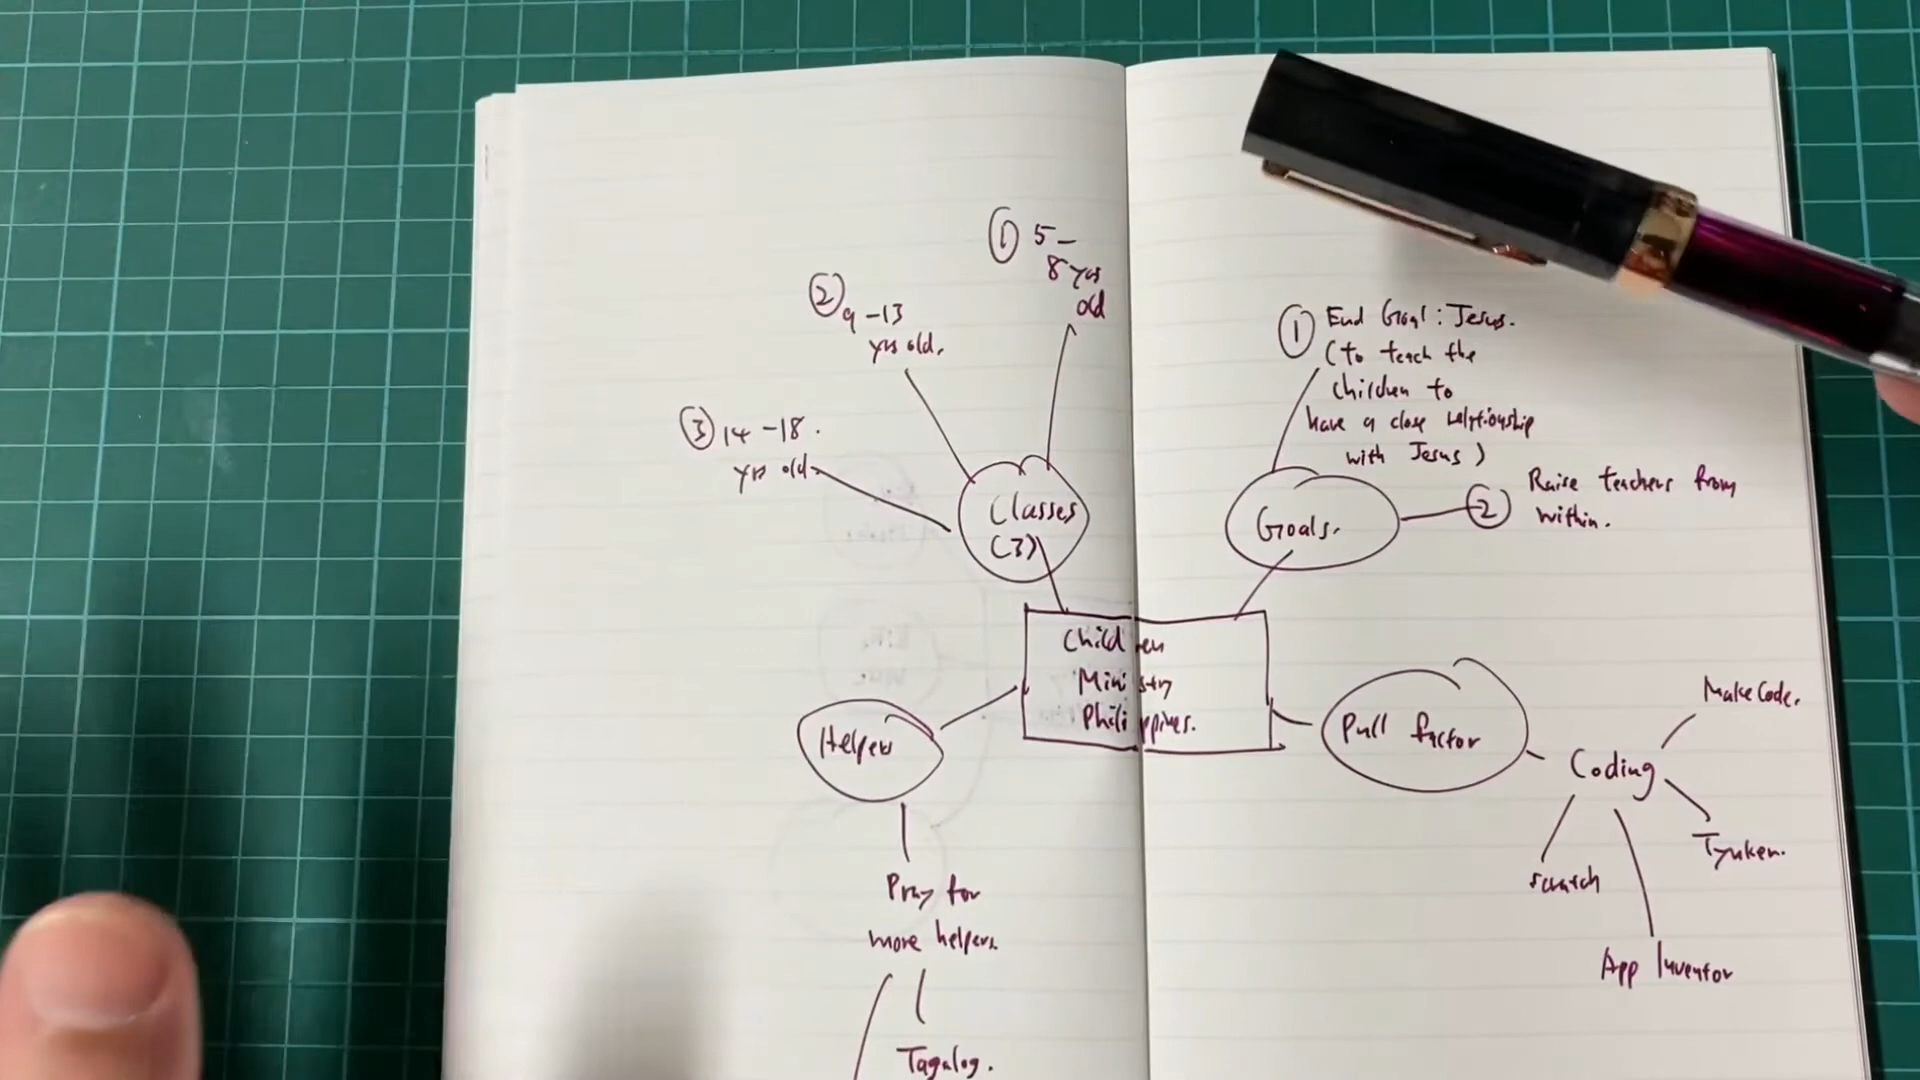 ① 5-
8 yrs
old
② 9-13
yrs old.
③ 14-18.
yrs old.
Classes
(3)
① End Goal: Jesus.
(to teach the
children to
have a close relationship
with Jesus)
Goals.
② Raise teachers from
within.
Children
Ministry
Philippines.
Helpers
Pray for
more helpers.
Tagalog.
Pull factor
Coding
MakeCode.
Tynker.
Scratch
App Inventor